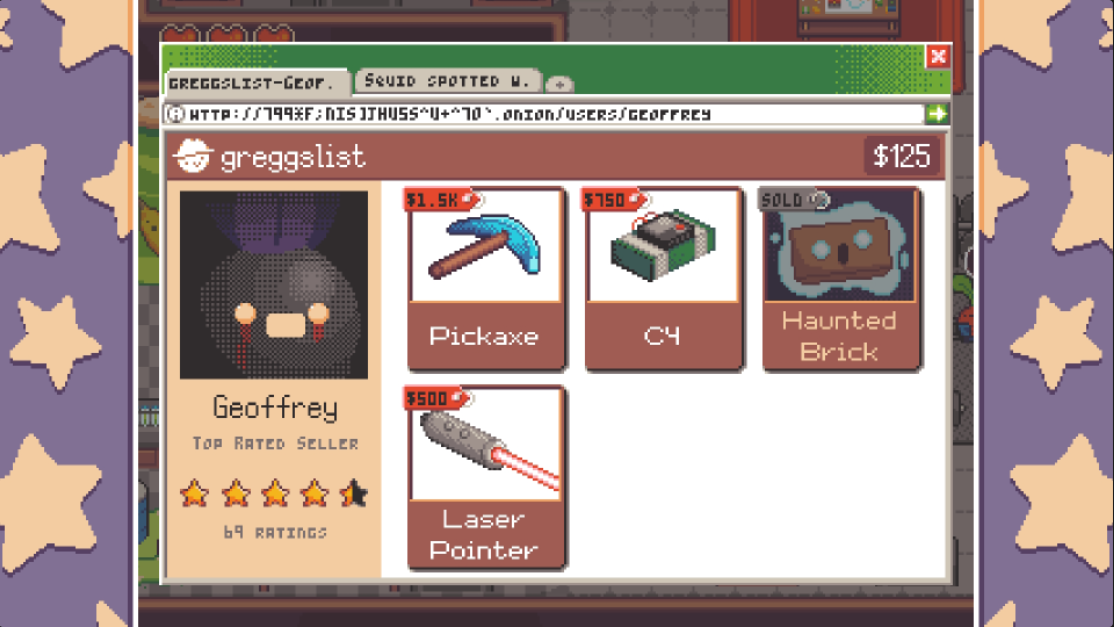 greggslist-Geof.
Squid spotted w.
+
greggslist
$125
$1.5K
Pickaxe
$750
C4
SOLD
Haunted
Brick
Geoffrey
Top Rated Seller
69 ratings
$500
Laser
Pointer